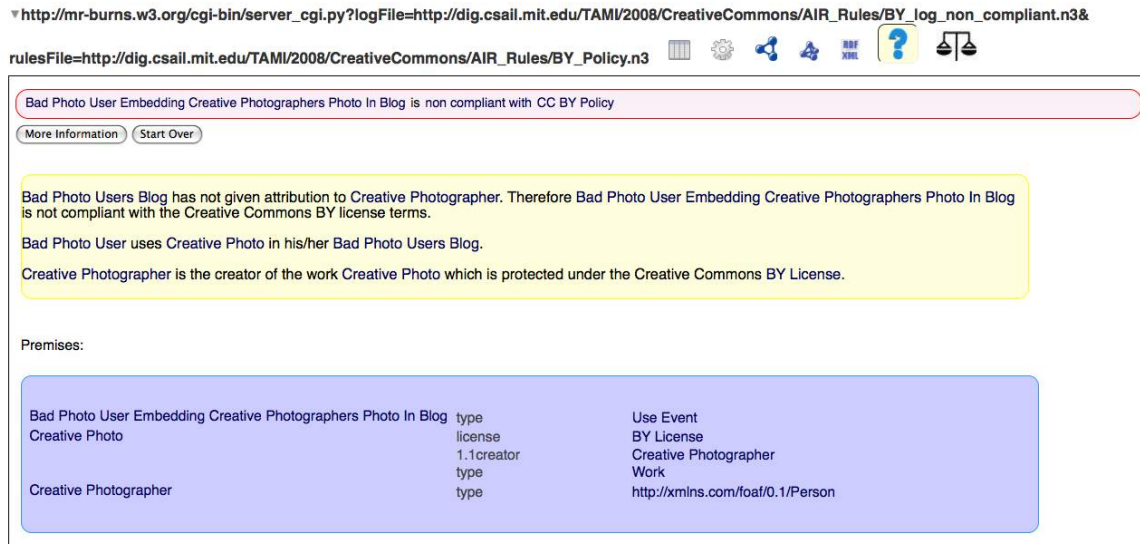 ▼http://mr-burns.w3.org/cgi-bin/server_cgi.py?logFile=http://dig.csail.mit.edu/TAMI/2008/CreativeCommons/AIR_Rules/BY_log_non_compliant.n3&
rulesFile=http://dig.csail.mit.edu/TAMI/2008/CreativeCommons/AIR_Rules/BY_Policy.n3 RDF XML ?
Bad Photo User Embedding Creative Photographers Photo In Blog is non compliant with CC BY Policy
More Information Start Over
Bad Photo Users Blog has not given attribution to Creative Photographer. Therefore Bad Photo User Embedding Creative Photographers Photo In Blog
is not compliant with the Creative Commons BY license terms.
Bad Photo User uses Creative Photo in his/her Bad Photo Users Blog.
Creative Photographer is the creator of the work Creative Photo which is protected under the Creative Commons BY License.
Premises:
Bad Photo User Embedding Creative Photographers Photo In Blog type Use Event
Creative Photo license BY License
1.1creator Creative Photographer
type Work
Creative Photographer type http://xmlns.com/foaf/0.1/Person